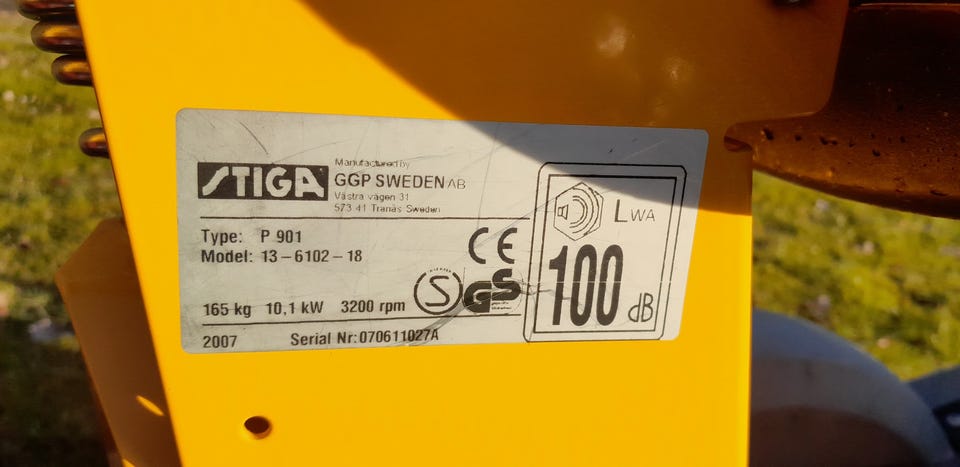 STIGA
Manufactured by
GGP SWEDEN AB
Västra vägen 31
573 41 Tranås Sweden
Type: P 901
Model: 13-6102-18
165 kg 10,1 kW 3200 rpm
2007 Serial Nr:070611027A
CE
S
GS
LWA
100 dB